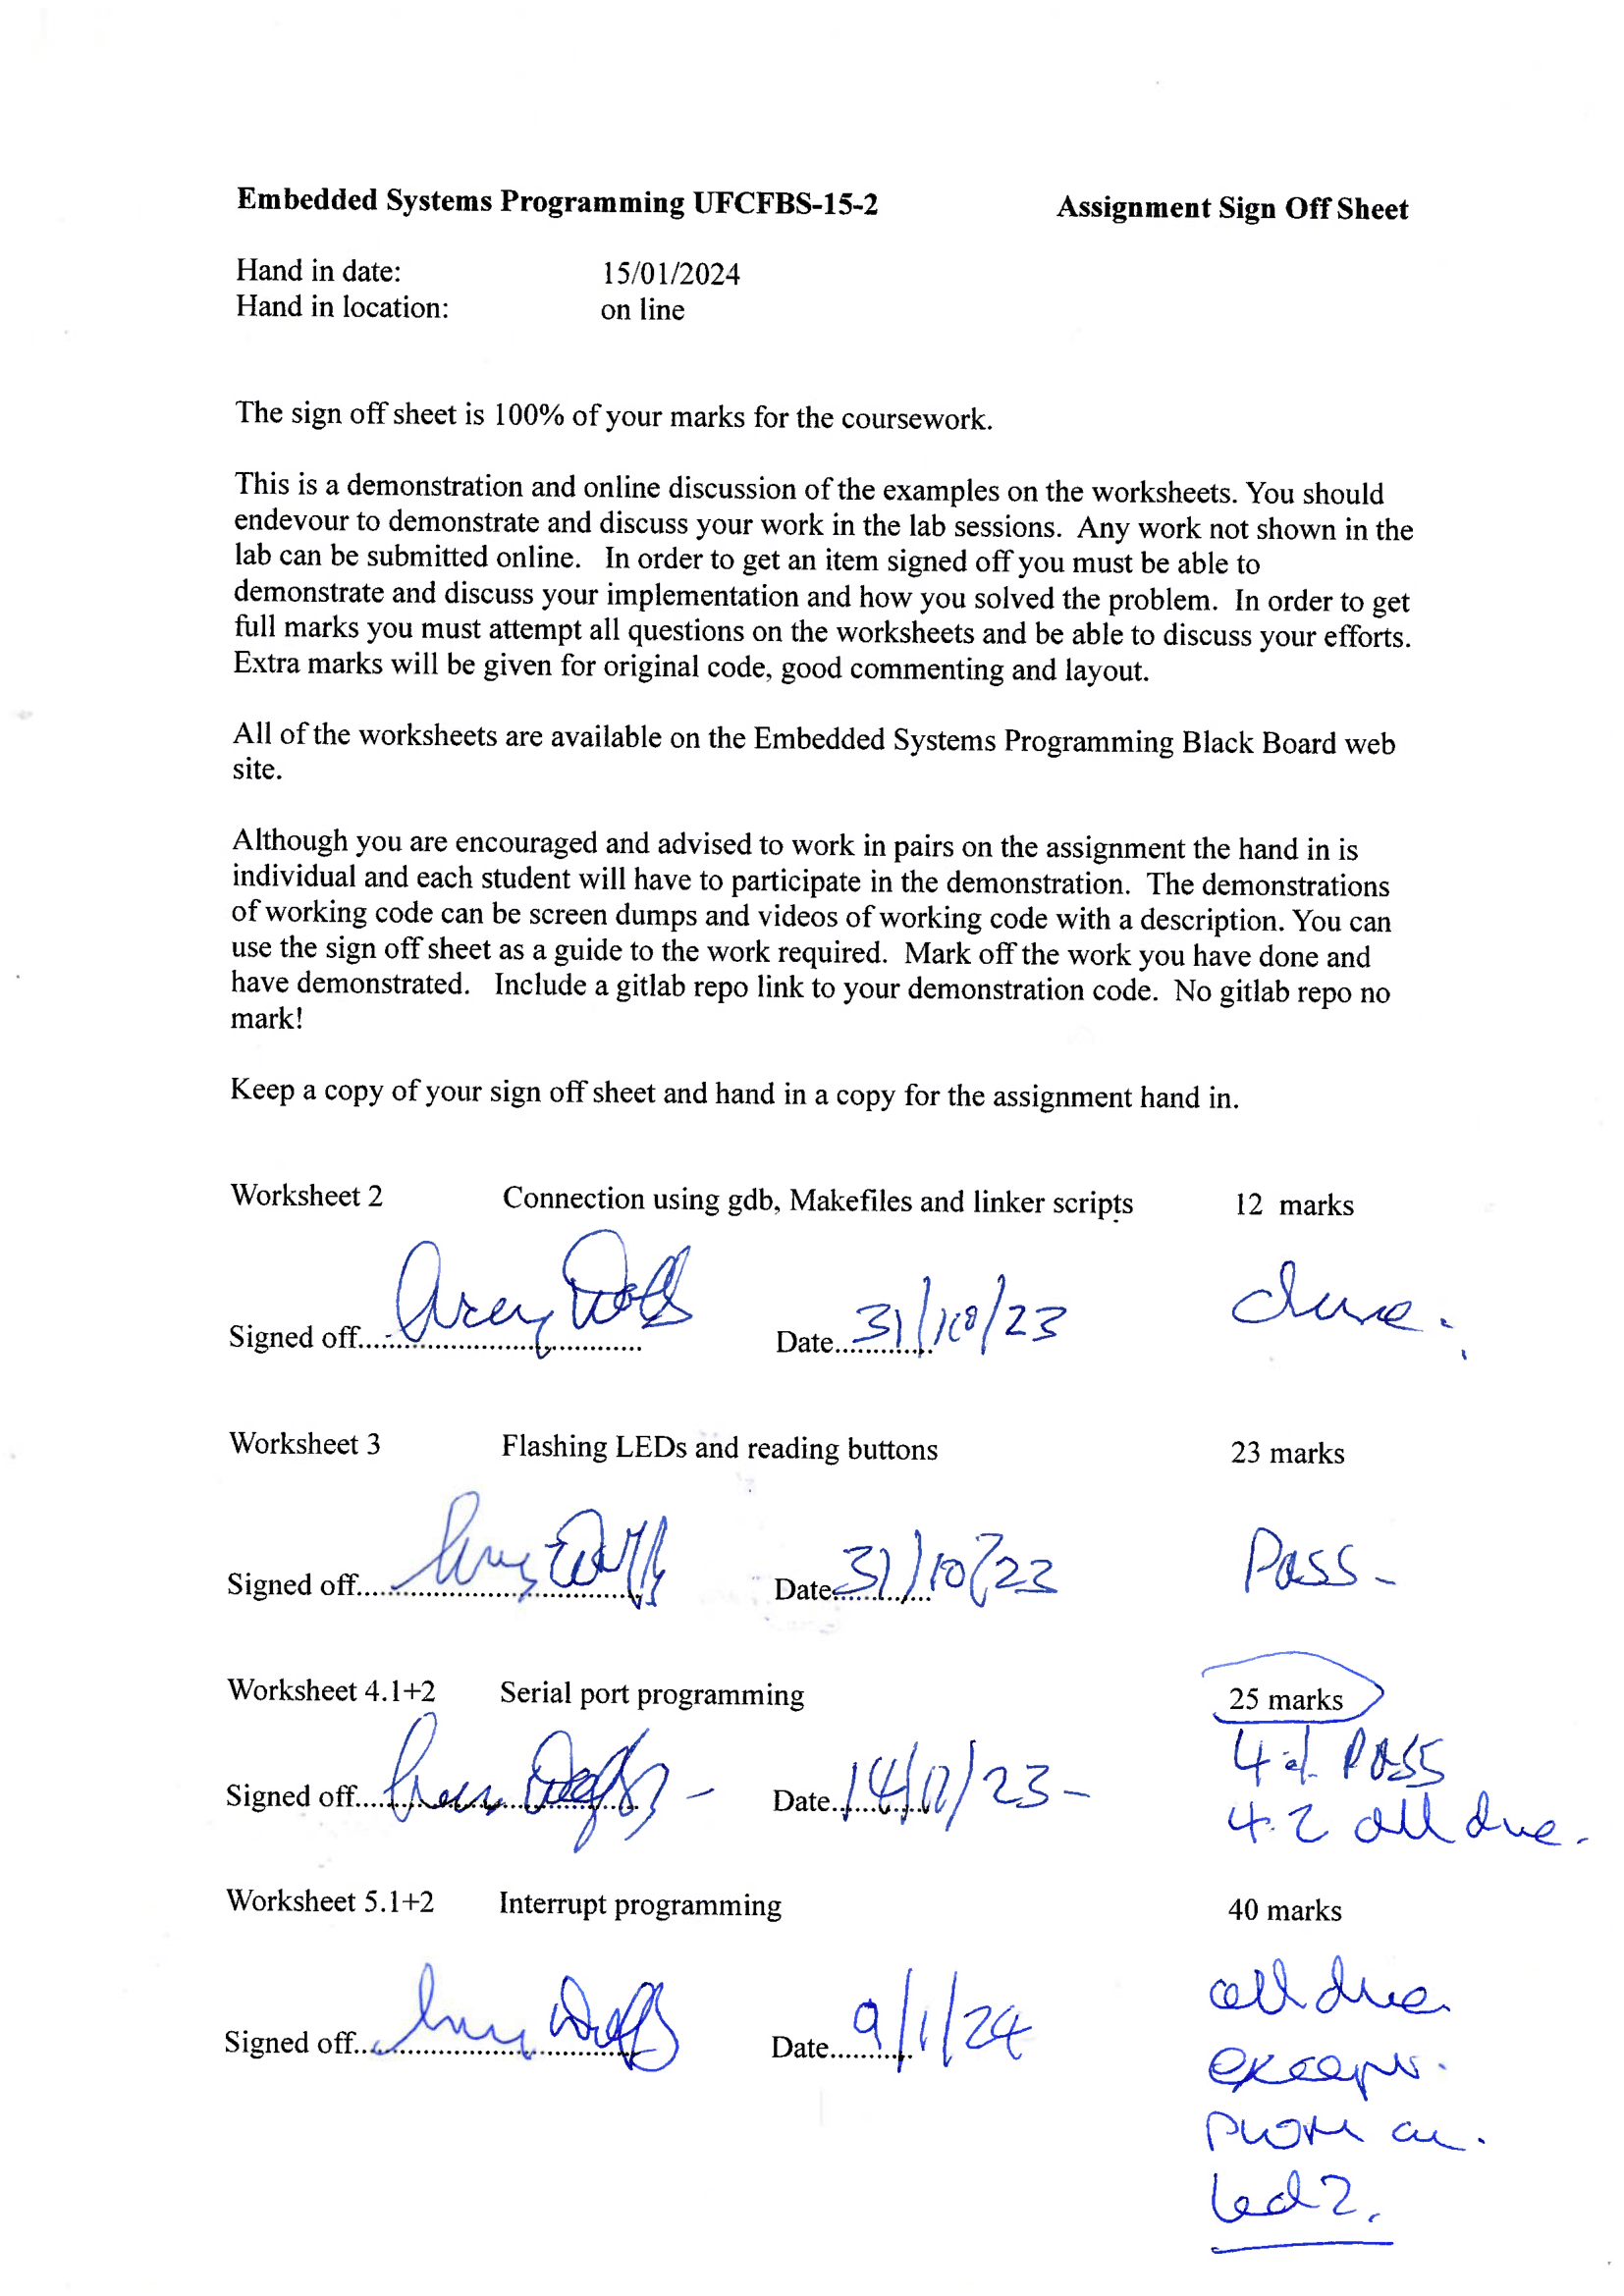 Embedded Systems Programming UFCFBS-15-2 Assignment Sign Off Sheet
Hand in date: 15/01/2024
Hand in location: on line
The sign off sheet is 100% of your marks for the coursework.
This is a demonstration and online discussion of the examples on the worksheets. You should
endevour to demonstrate and discuss your work in the lab sessions. Any work not shown in the
lab can be submitted online. In order to get an item signed off you must be able to
demonstrate and discuss your implementation and how you solved the problem. In order to get
full marks you must attempt all questions on the worksheets and be able to discuss your efforts.
Extra marks will be given for original code, good commenting and layout.
All of the worksheets are available on the Embedded Systems Programming Black Board web
site.
Although you are encouraged and advised to work in pairs on the assignment the hand in is
individual and each student will have to participate in the demonstration. The demonstrations
of working code can be screen dumps and videos of working code with a description. You can
use the sign off sheet as a guide to the work required. Mark off the work you have done and
have demonstrated. Include a gitlab repo link to your demonstration code. No gitlab repo no
mark!
Keep a copy of your sign off sheet and hand in a copy for the assignment hand in.
Worksheet 2 Connection using gdb, Makefiles and linker scripts 12 marks
Signed off.... Date.... 31/10/23
Worksheet 3 Flashing LEDs and reading buttons 23 marks
Signed off.... Date.... 31/10/23 Pass-
Worksheet 4.1+2 Serial port programming 25 marks
4.1 PASS
Signed off.... Date.... 14/11/23-
4.2 all done.
Worksheet 5.1+2 Interrupt programming 40 marks
all done
Signed off.... Date.... 9/1/24
except.
led 2.